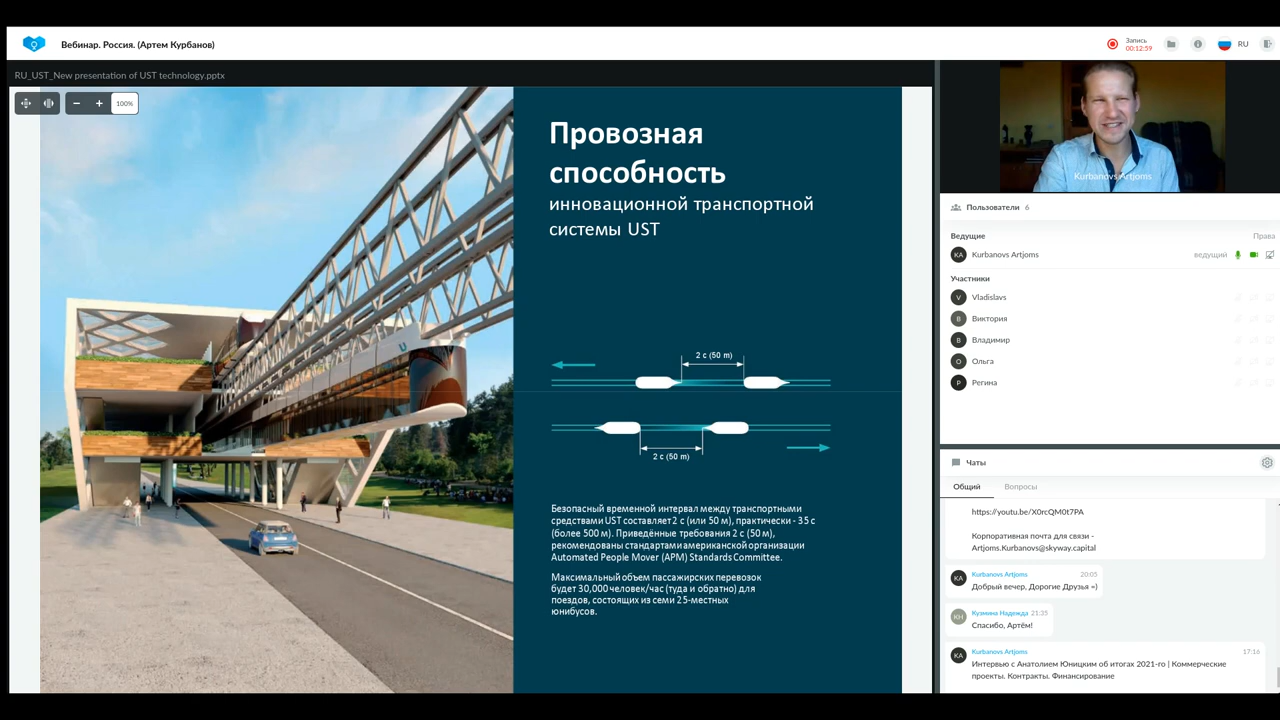 Вебинар. Россия. (Артем Курбанов)
Запись
00:12:59
RU
RU_UST_New presentation of UST technology.pptx
100%
Провозная
способность
инновационной транспортной
системы UST
2 с (50 m)
2 с (50 m)
Безопасный временной интервал между транспортными
средствами UST составляет 2 с (или 50 м), практически - 35 с
(более 500 м). Приведённые требования 2 с (50 м),
рекомендованы стандартами американской организации
Automated People Mover (APM) Standards Committee.
Максимальный объем пассажирских перевозок
будет 30,000 человек/час (туда и обратно) для
поездов, состоящих из семи 25-местных
юнибусов.
Kurbanovs Artjoms
Пользователи 6
Ведущие Права
KA Kurbanovs Artjoms ведущий
Участники
V Vladislavs
В Виктория
В Владимир
О Ольга
Р Регина
Чаты
Общий Вопросы
https://youtu.be/X0rcQM0t7PA
Корпоративная почта для связи -
Artjoms.Kurbanovs@skyway.capital
KA Kurbanovs Artjoms 20:05
Добрый вечер, Дорогие Друзья =)
КН Кузмина Надежда 21:35
Спасибо, Артём!
KA Kurbanovs Artjoms 17:16
Интервью с Анатолием Юницким об итогах 2021-го | Коммерческие
проекты. Контракты. Финансирование